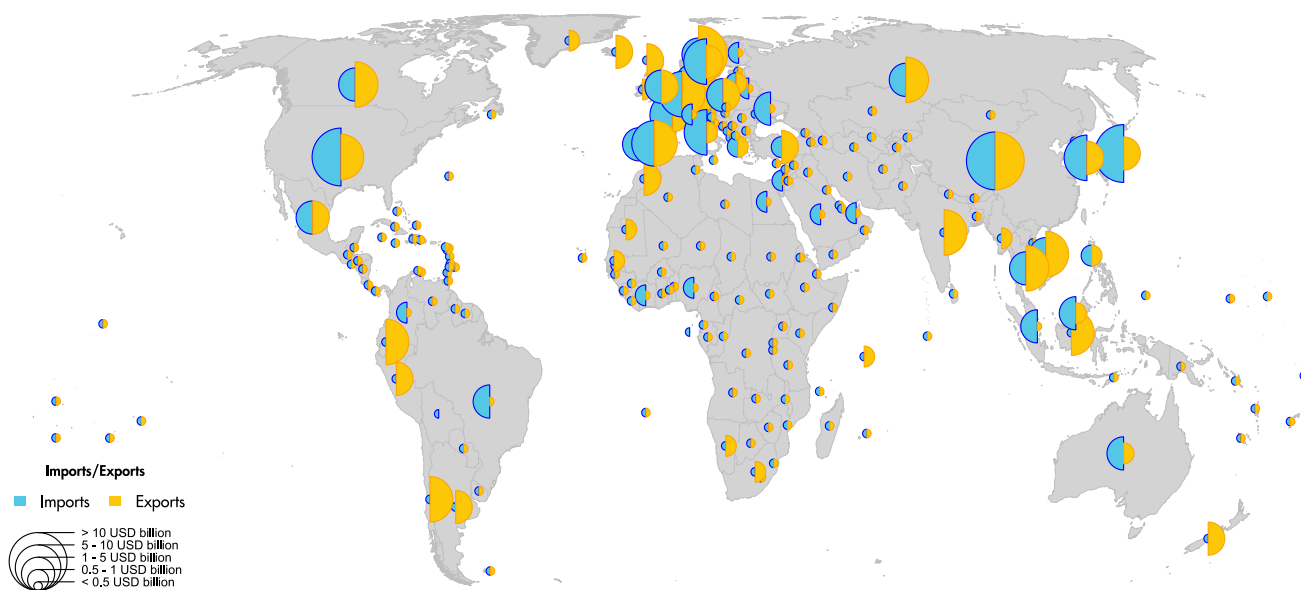 Imports/Exports
Imports Exports
> 10 USD billion
5 - 10 USD billion
1 - 5 USD billion
0.5 - 1 USD billion
< 0.5 USD billion